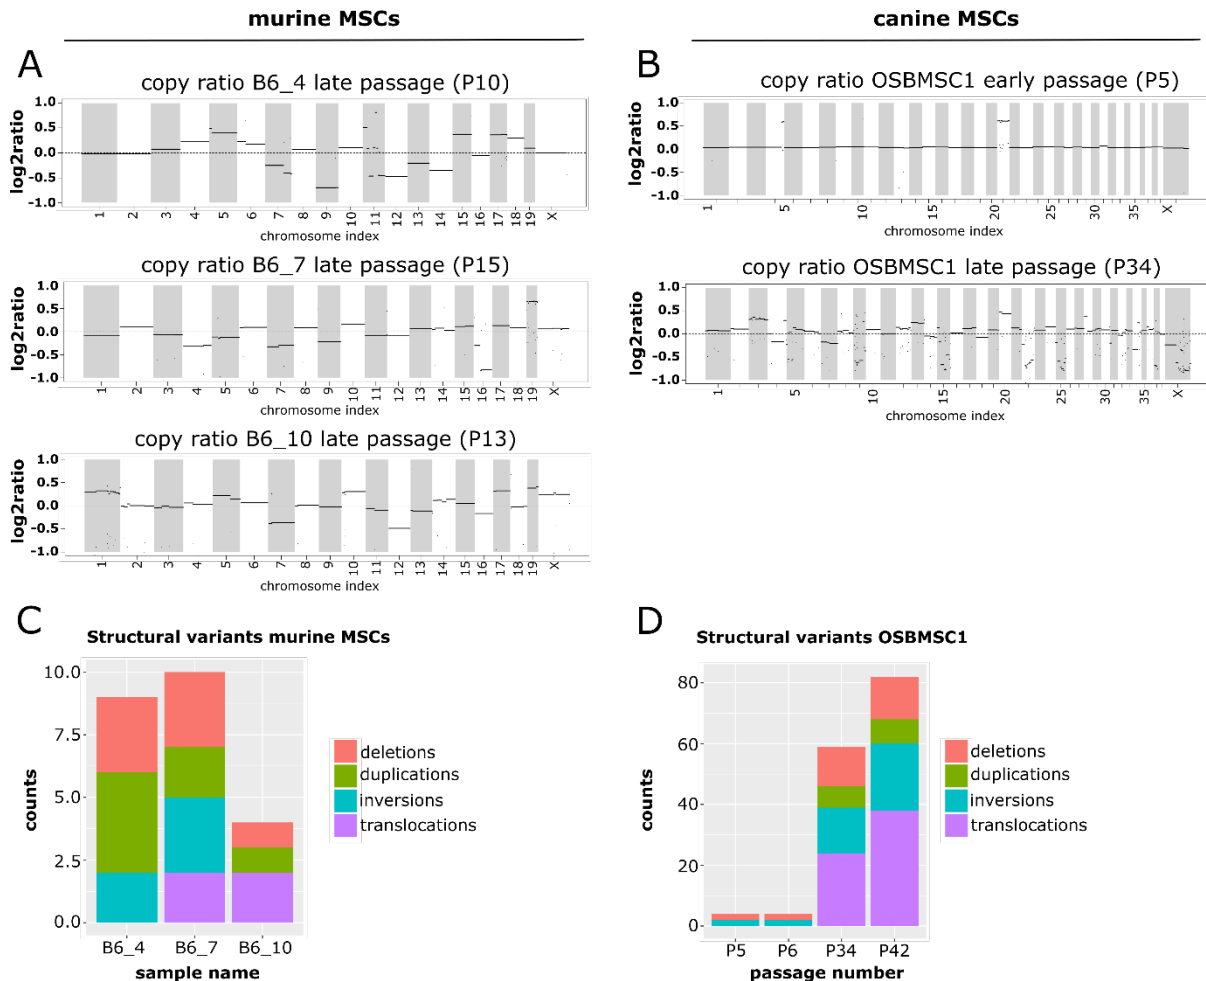 murine MSCs
canine MSCs
A
copy ratio B6_4 late passage (P10)
1.0
0.5
0.0
-0.5
-1.0
log2ratio
1 2 3 4 5 6 7 8 9 10 11 12 13 14 15 16 17 18 19 X
chromosome index
copy ratio B6_7 late passage (P15)
1.0
0.5
0.0
-0.5
-1.0
log2ratio
1 2 3 4 5 6 7 8 9 10 11 12 13 14 15 16 17 18 19 X
chromosome index
copy ratio B6_10 late passage (P13)
1.0
0.5
0.0
-0.5
-1.0
log2ratio
1 2 3 4 5 6 7 8 9 10 11 12 13 14 15 16 17 18 19 X
chromosome index
B
copy ratio OSBMSC1 early passage (P5)
1.0
0.5
0.0
-0.5
-1.0
log2ratio
1 5 10 15 20 25 30 35 X
chromosome index
copy ratio OSBMSC1 late passage (P34)
1.0
0.5
0.0
-0.5
-1.0
log2ratio
1 5 10 15 20 25 30 35 X
chromosome index
C
Structural variants murine MSCs
10.0
7.5
5.0
2.5
0.0
counts
B6_4 B6_7 B6_10
sample name
deletions
duplications
inversions
translocations
D
Structural variants OSBMSC1
80
60
40
20
0
counts
P5 P6 P34 P42
passage number
deletions
duplications
inversions
translocations